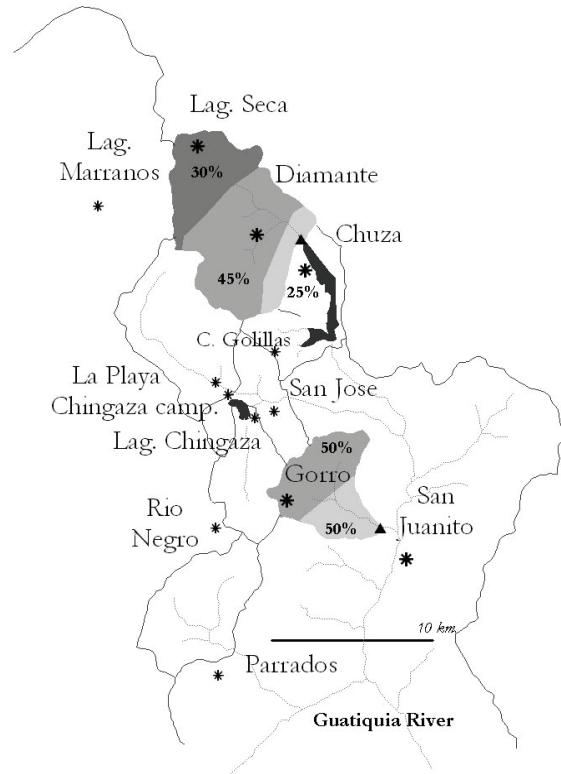 Lag. Seca
Lag.
Marranos
30%
Diamante
Chuza
45%
25%
C. Golillas
La Playa
San Jose
Chingaza camp.
Lag. Chingaza
50%
Gorro
San
Juanito
Rio
Negro
50%
10 km
Parrados
Guatiquia River